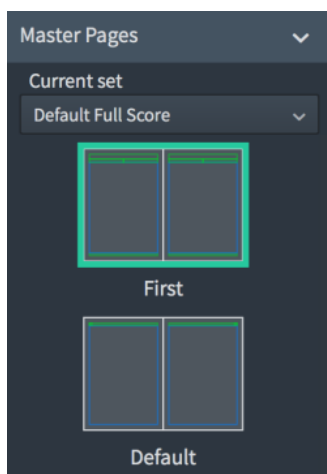 Master Pages
Current set
Default Full Score
First
Default